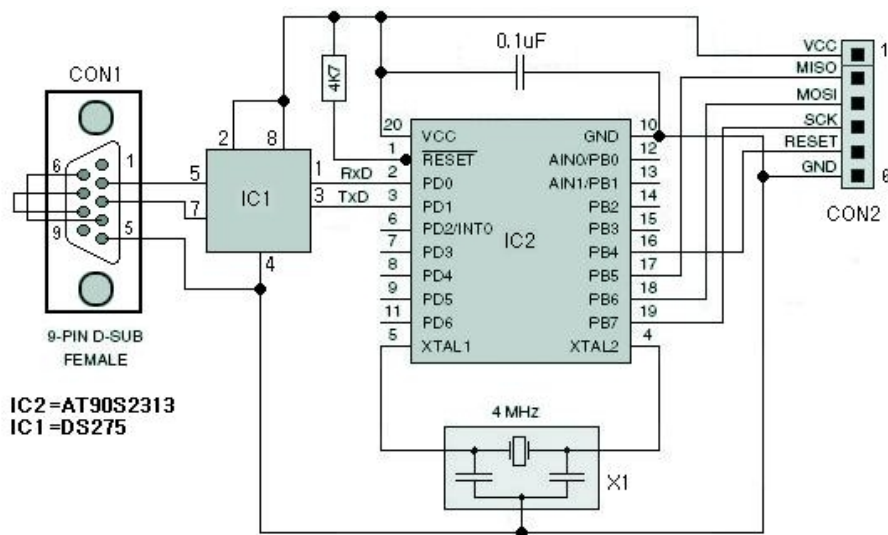 0.1uF
VCC 1
MISO
MOSI
SCK
RESET
GND 6
CON2
CON1
6
1
9
5
9-PIN D-SUB
FEMALE
IC2 =AT90S2313
IC1 =DS275
4K7
2
8
5
7
1
3
4
IC1
RxD
TxD
20 VCC
1 RESET
2 PD0
3 PD1
6 PD2/INT0
7 PD3
8 PD4
9 PD5
11 PD6
5 XTAL1
IC2
GND 10
AIN0/PB0 12
AIN1/PB1 13
PB2 14
PB3 15
PB4 16
PB5 17
PB6 18
PB7 19
XTAL2 4
4 MHz
X1